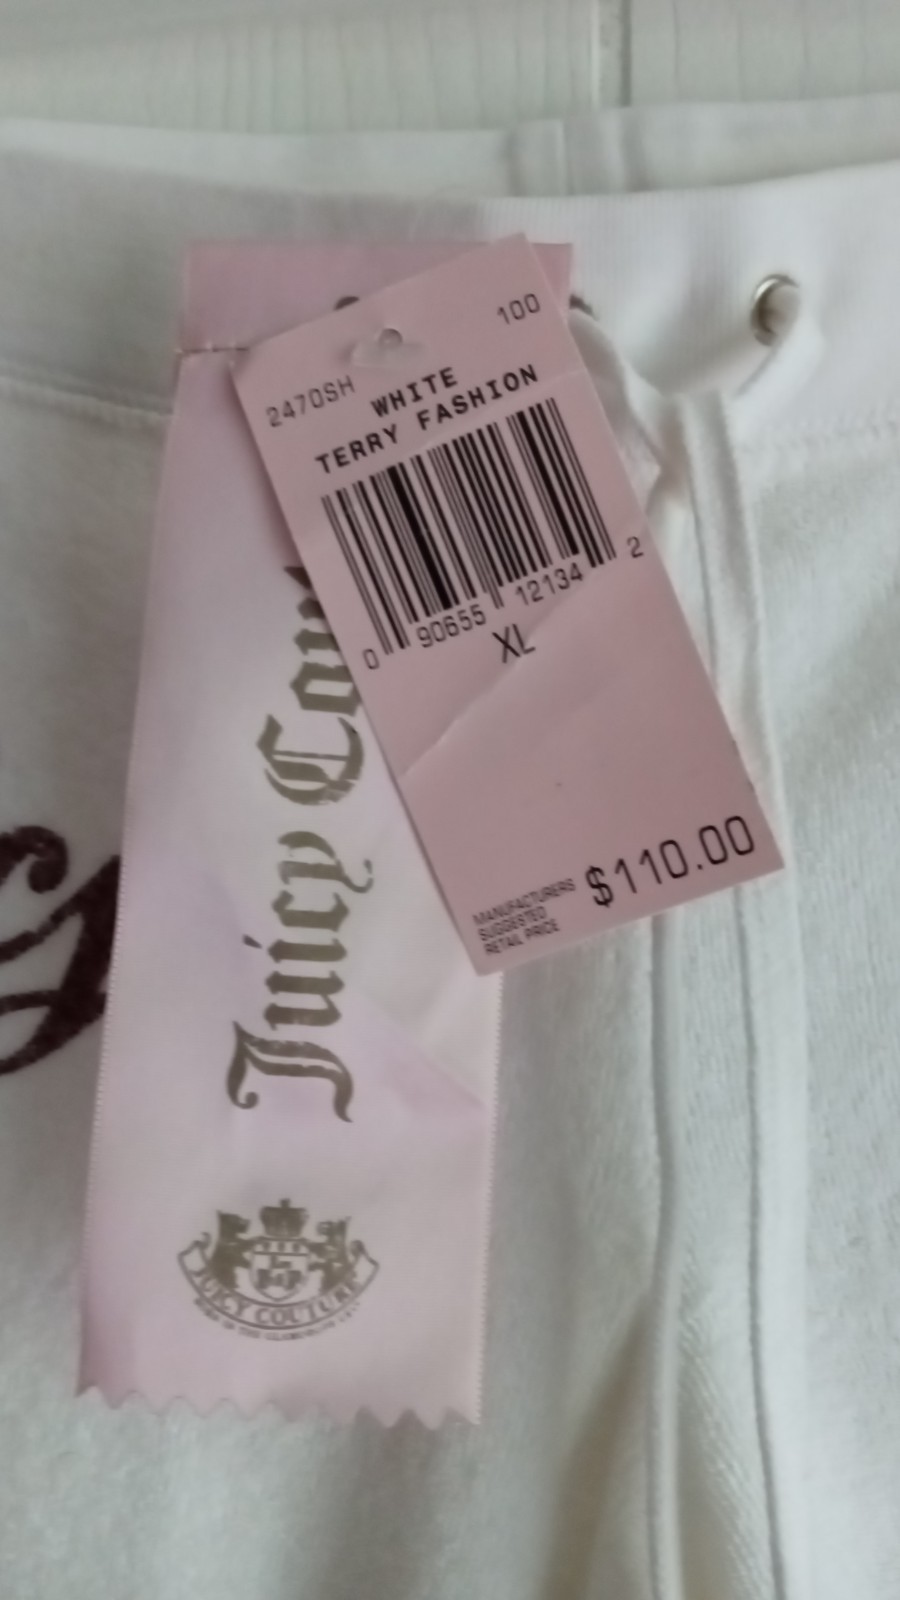 100
2470SH
WHITE
TERRY FASHION
0 90655 12134 2
XL
MANUFACTURERS
SUGGESTED
RETAIL PRICE
$110.00
Juicy Cou
JUICY COUTURE